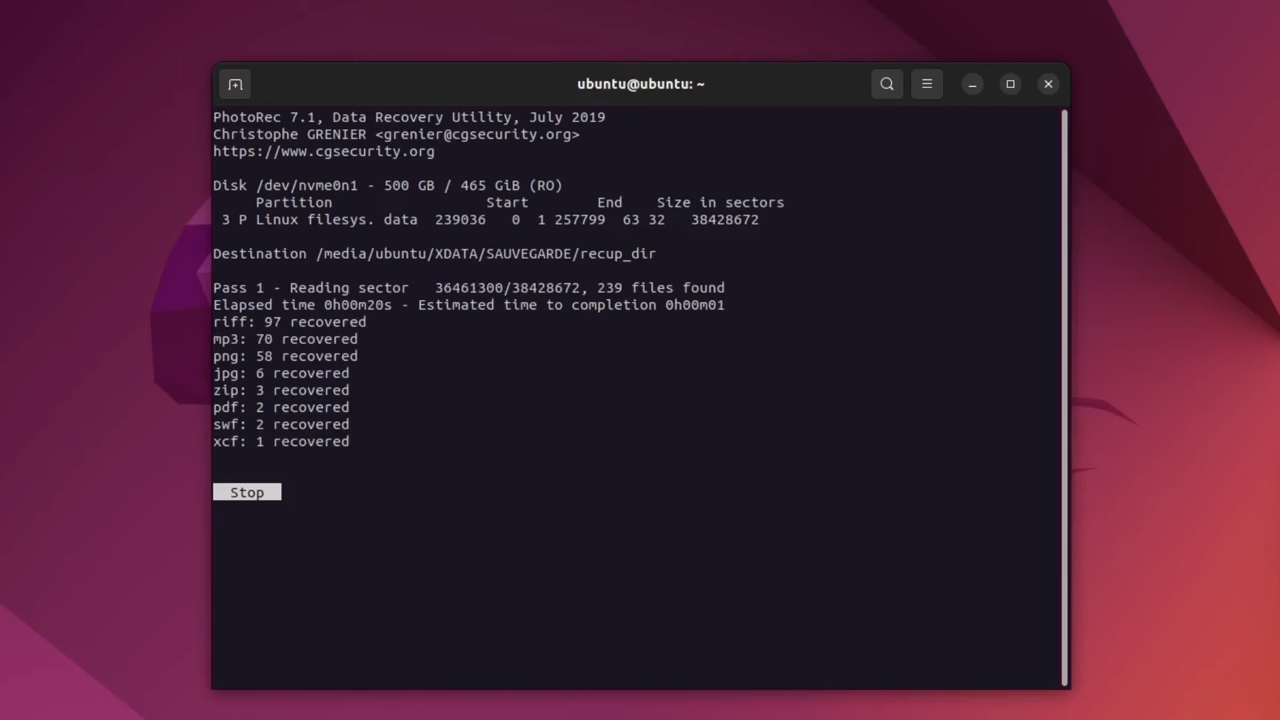 ubuntu@ubuntu: ~
PhotoRec 7.1, Data Recovery Utility, July 2019
Christophe GRENIER <grenier@cgsecurity.org>
https://www.cgsecurity.org
Disk /dev/nvme0n1 - 500 GB / 465 GiB (RO)
Partition Start End Size in sectors
3 P Linux filesys. data 239036 0 1 257799 63 32 38428672
Destination /media/ubuntu/XDATA/SAUVEGARDE/recup_dir
Pass 1 - Reading sector 36461300/38428672, 239 files found
Elapsed time 0h00m20s - Estimated time to completion 0h00m01
riff: 97 recovered
mp3: 70 recovered
png: 58 recovered
jpg: 6 recovered
zip: 3 recovered
pdf: 2 recovered
swf: 2 recovered
xcf: 1 recovered
Stop